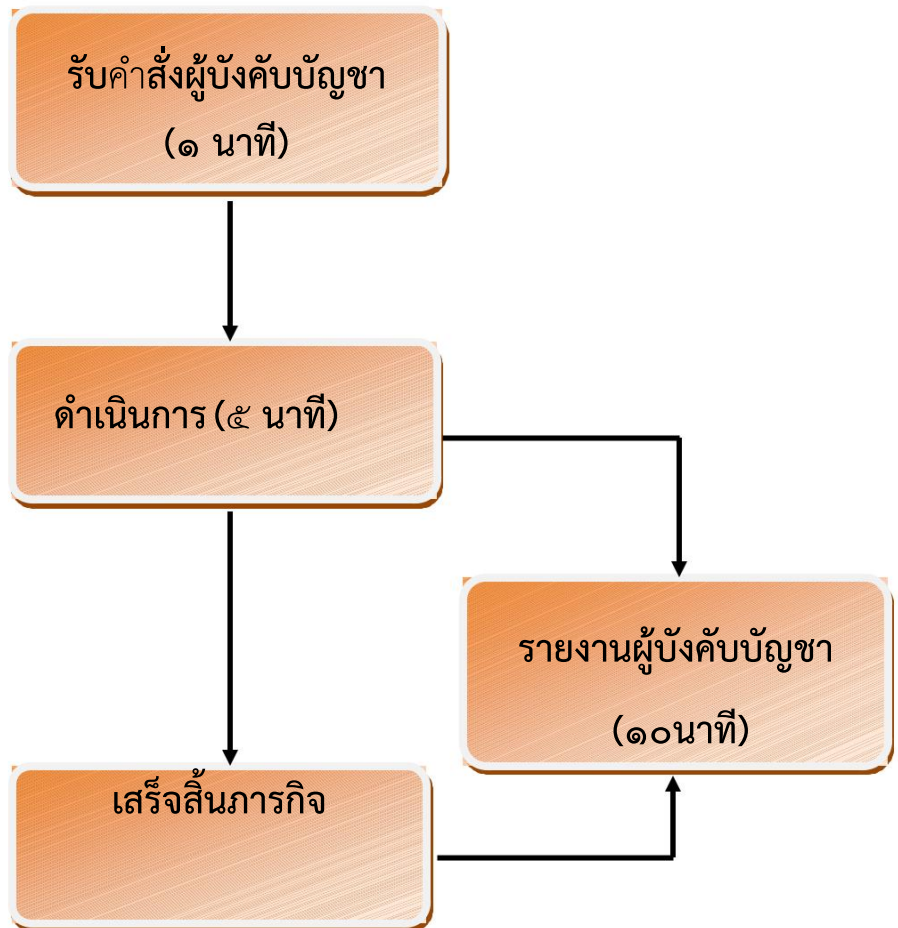 รับคำสั่งผู้บังคับบัญชา
(๑ นาที)
ดำเนินการ (๕ นาที)
รายงานผู้บังคับบัญชา
(๑๐นาที)
เสร็จสิ้นภารกิจ